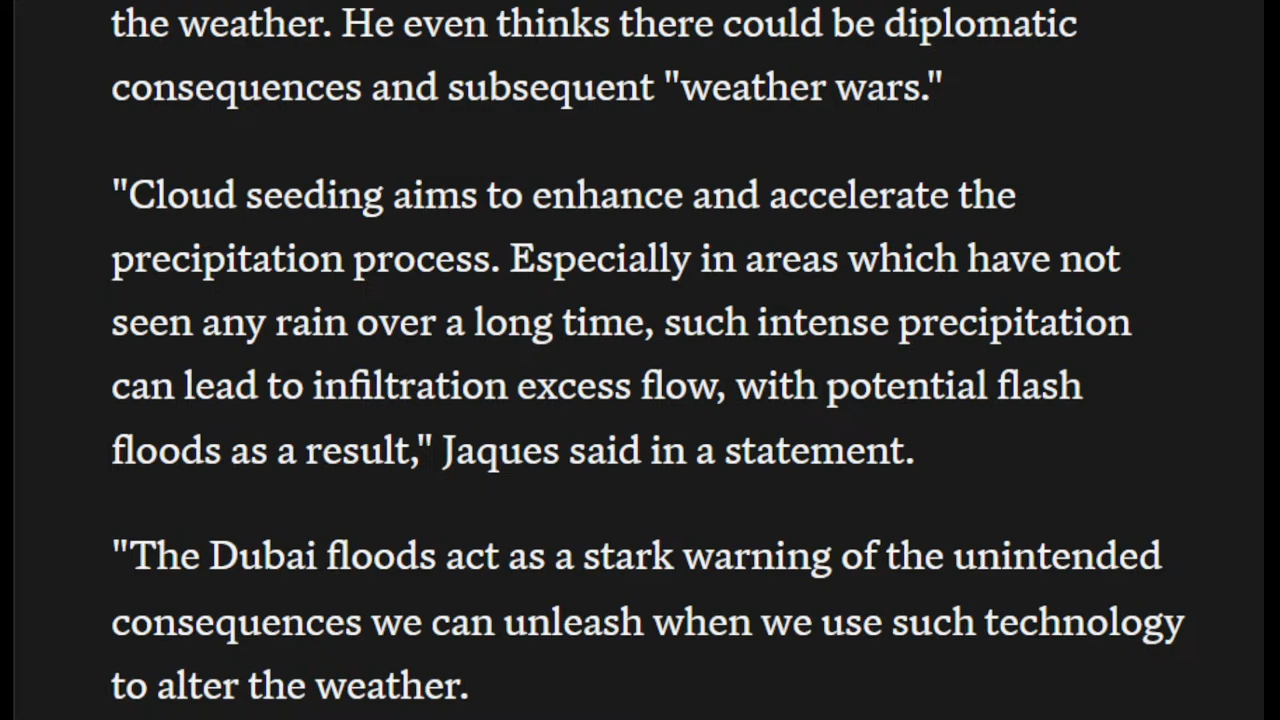 the weather. He even thinks there could be diplomatic
consequences and subsequent "weather wars."
"Cloud seeding aims to enhance and accelerate the
precipitation process. Especially in areas which have not
seen any rain over a long time, such intense precipitation
can lead to infiltration excess flow, with potential flash
floods as a result," Jaques said in a statement.
"The Dubai floods act as a stark warning of the unintended
consequences we can unleash when we use such technology
to alter the weather.